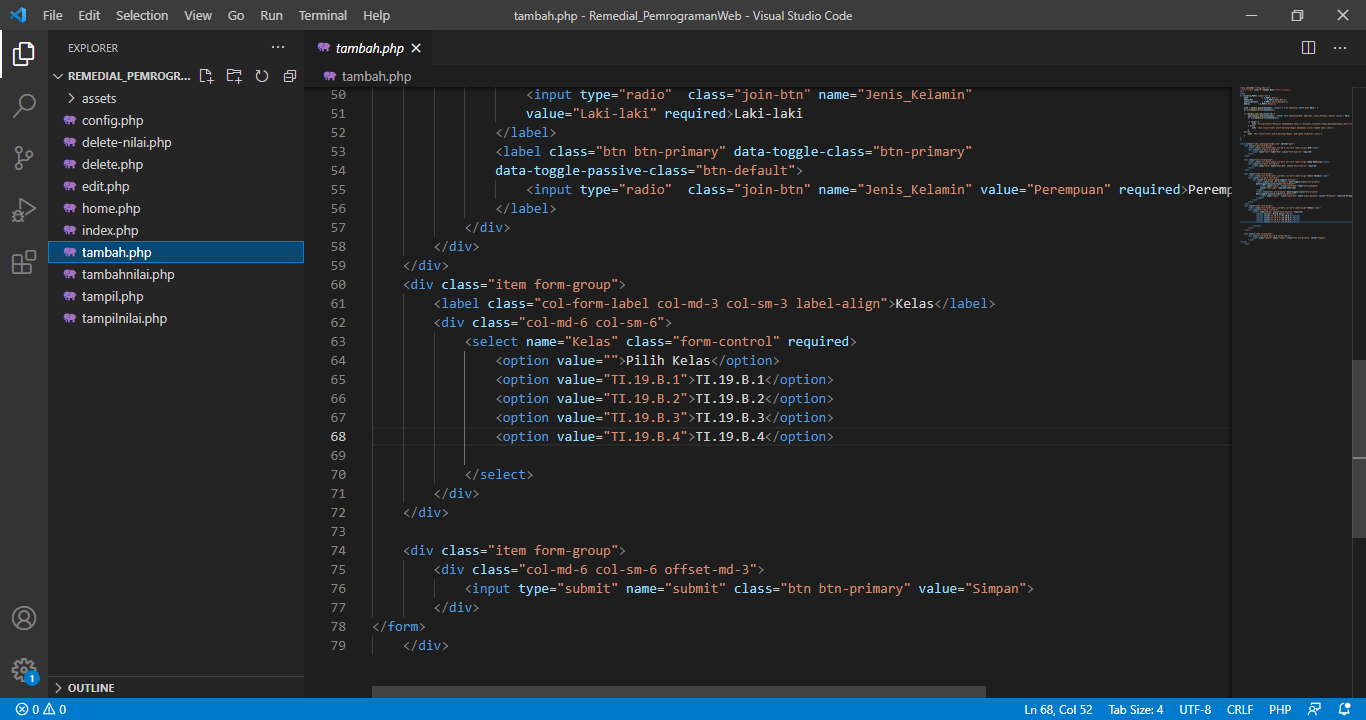 File Edit Selection View Go Run Terminal Help
tambah.php - Remedial_PemrogramanWeb - Visual Studio Code
EXPLORER
REMEDIAL_PEMROGR...
assets
config.php
delete-nilai.php
delete.php
edit.php
home.php
index.php
tambah.php
tambahnilai.php
tampil.php
tampilnilai.php
OUTLINE
1
tambah.php
tambah.php
50 <input type="radio"  class="join-btn" name="Jenis_Kelamin"
51 value="Laki-laki" required>Laki-laki
52 </label>
53 <label class="btn btn-primary" data-toggle-class="btn-primary"
54 data-toggle-passive-class="btn-default">
55 <input type="radio"  class="join-btn" name="Jenis_Kelamin" value="Perempuan" required>Peremp
56 </label>
57 </div>
58 </div>
59 </div>
60 <div class="item form-group">
61 <label class="col-form-label col-md-3 col-sm-3 label-align">Kelas</label>
62 <div class="col-md-6 col-sm-6">
63 <select name="Kelas" class="form-control" required>
64 <option value="">Pilih Kelas</option>
65 <option value="TI.19.B.1">TI.19.B.1</option>
66 <option value="TI.19.B.2">TI.19.B.2</option>
67 <option value="TI.19.B.3">TI.19.B.3</option>
68 <option value="TI.19.B.4">TI.19.B.4</option>
69
70 </select>
71 </div>
72 </div>
73
74 <div class="item form-group">
75 <div class="col-md-6 col-sm-6 offset-md-3">
76 <input type="submit" name="submit" class="btn btn-primary" value="Simpan">
77 </div>
78 </form>
79 </div>
0 0
Ln 68, Col 52 Tab Size: 4 UTF-8 CRLF PHP